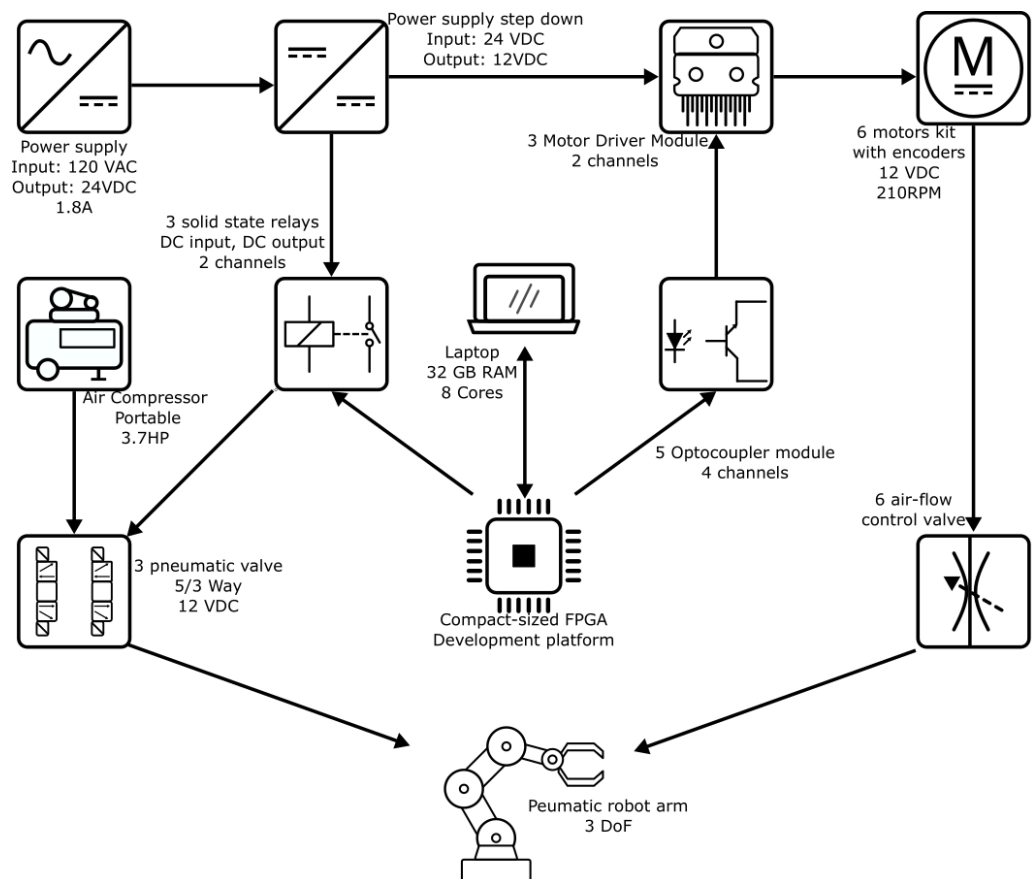 Power supply step down
Input: 24 VDC
Output: 12VDC
M
Power supply
Input: 120 VAC
Output: 24VDC
1.8A
3 Motor Driver Module
2 channels
6 motors kit
with encoders
12 VDC
210RPM
3 solid state relays
DC input, DC output
2 channels
Laptop
32 GB RAM
8 Cores
Air Compressor
Portable
3.7HP
5 Optocoupler module
4 channels
6 air-flow
control valve
3 pneumatic valve
5/3 Way
12 VDC
Compact-sized FPGA
Development platform
Peumatic robot arm
3 DoF